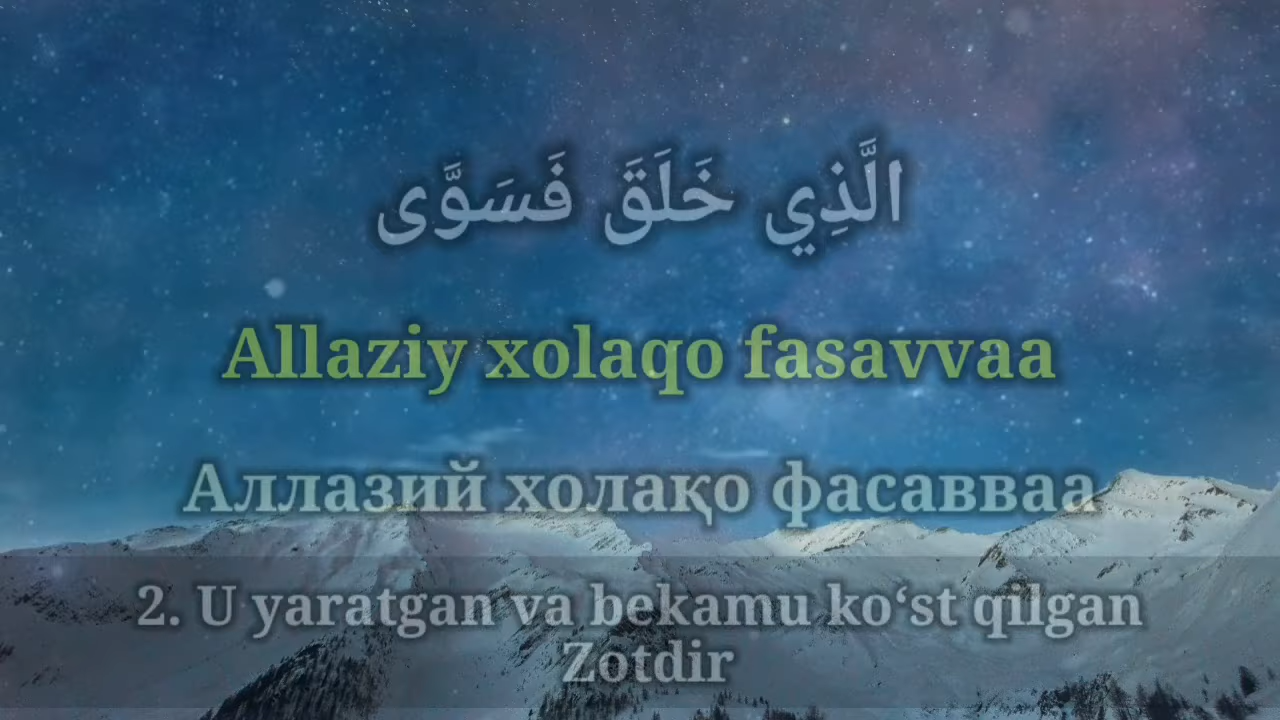 الَّذِي خَلَقَ فَسَوَّى
Allaziy xolaqo fasavvaa
Аллазий холақо фасавваа
2. U yaratgan va bekamu ko‘st qilgan
Zotdir